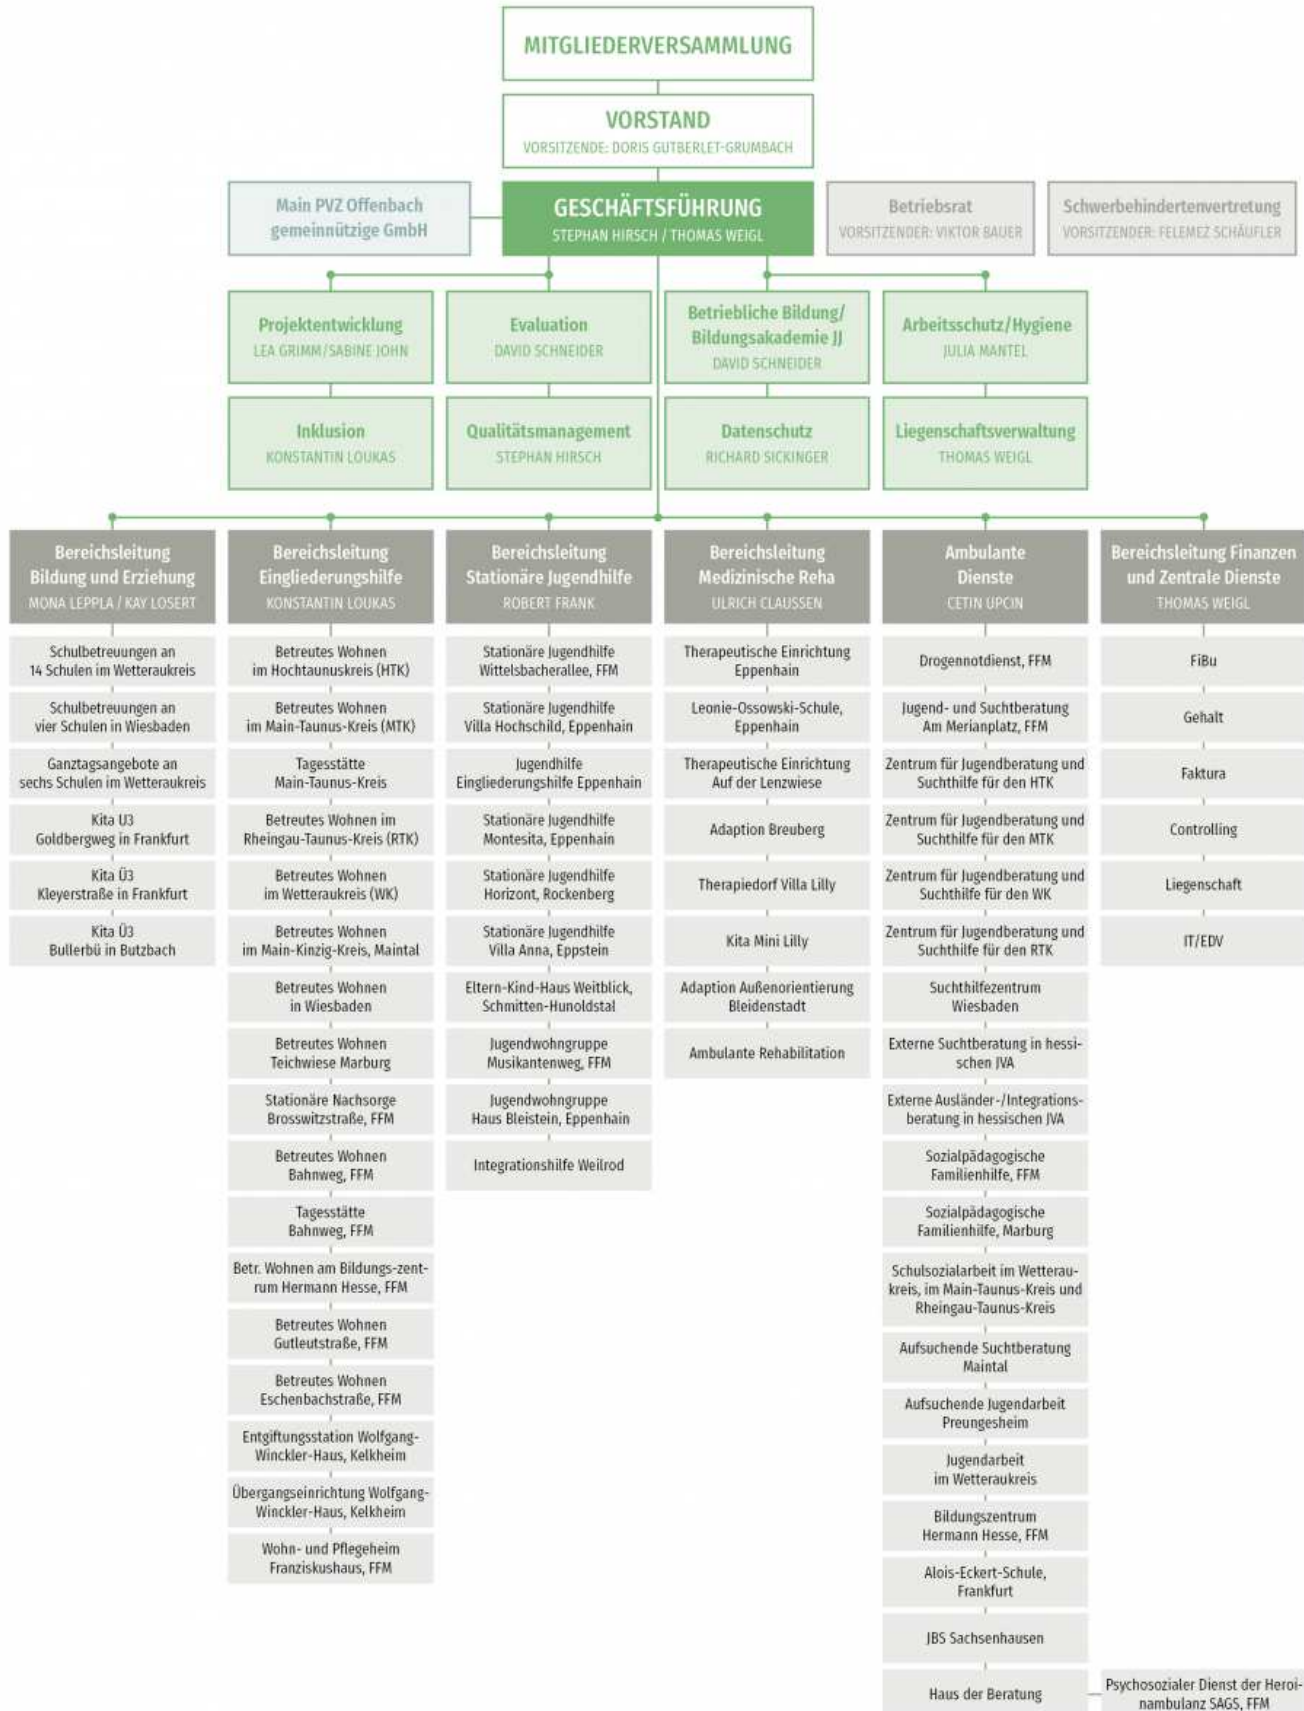 MITGLIEDERVERSAMMLUNG
VORSTAND
VORSITZENDE: DORIS GUTBERLET-GRUMBACH
Main PVZ Offenbach
gemeinnützige GmbH
GESCHÄFTSFÜHRUNG
STEPHAN HIRSCH / THOMAS WEIGL
Betriebsrat
VORSITZENDER: VIKTOR BAUER
Schwerbehindertenvertretung
VORSITZENDER: FELEMEZ SCHÄUFLER
Projektentwicklung
LEA GRIMM/SABINE JOHN
Evaluation
DAVID SCHNEIDER
Betriebliche Bildung/
Bildungsakademie JJ
DAVID SCHNEIDER
Arbeitsschutz/Hygiene
JULIA MANTEL
Inklusion
KONSTANTIN LOUKAS
Qualitätsmanagement
STEPHAN HIRSCH
Datenschutz
RICHARD SICKINGER
Liegenschaftsverwaltung
THOMAS WEIGL
Bereichsleitung
Bildung und Erziehung
MONA LEPPLA / KAY LOSERT
Schulbetreuungen an
14 Schulen im Wetteraukreis
Schulbetreuungen an
vier Schulen in Wiesbaden
Ganztagsangebote an
sechs Schulen im Wetteraukreis
Kita U3
Goldbergweg in Frankfurt
Kita Ü3
Kleyerstraße in Frankfurt
Kita Ü3
Bullerbü in Butzbach
Bereichsleitung
Eingliederungshilfe
KONSTANTIN LOUKAS
Betreutes Wohnen
im Hochtaunuskreis (HTK)
Betreutes Wohnen
im Main-Taunus-Kreis (MTK)
Tagesstätte
Main-Taunus-Kreis
Betreutes Wohnen im
Rheingau-Taunus-Kreis (RTK)
Betreutes Wohnen
im Wetteraukreis (WK)
Betreutes Wohnen
im Main-Kinzig-Kreis, Maintal
Betreutes Wohnen
in Wiesbaden
Betreutes Wohnen
Teichwiese Marburg
Stationäre Nachsorge
Brosswitzstraße, FFM
Betreutes Wohnen
Bahnweg, FFM
Tagesstätte
Bahnweg, FFM
Betr. Wohnen am Bildungs-zent-
rum Hermann Hesse, FFM
Betreutes Wohnen
Gutleutstraße, FFM
Betreutes Wohnen
Eschenbachstraße, FFM
Entgiftungsstation Wolfgang-
Winckler-Haus, Kelkheim
Übergangseinrichtung Wolfgang-
Winckler-Haus, Kelkheim
Wohn- und Pflegeheim
Franziskushaus, FFM
Bereichsleitung
Stationäre Jugendhilfe
ROBERT FRANK
Stationäre Jugendhilfe
Wittelsbacherallee, FFM
Stationäre Jugendhilfe
Villa Hochschild, Eppenhain
Jugendhilfe
Eingliederungshilfe Eppenhain
Stationäre Jugendhilfe
Montesita, Eppenhain
Stationäre Jugendhilfe
Horizont, Rockenberg
Stationäre Jugendhilfe
Villa Anna, Eppstein
Eltern-Kind-Haus Weitblick,
Schmitten-Hunoldstal
Jugendwohngruppe
Musikantenweg, FFM
Jugendwohngruppe
Haus Bleistein, Eppenhain
Integrationshilfe Weilrod
Bereichsleitung
Medizinische Reha
ULRICH CLAUSSEN
Therapeutische Einrichtung
Eppenhain
Leonie-Ossowski-Schule,
Eppenhain
Therapeutische Einrichtung
Auf der Lenzwiese
Adaption Breuberg
Therapiedorf Villa Lilly
Kita Mini Lilly
Adaption Außenorientierung
Bleidenstadt
Ambulante Rehabilitation
Ambulante
Dienste
CETIN UPCIN
Drogennotdienst, FFM
Jugend- und Suchtberatung
Am Merianplatz, FFM
Zentrum für Jugendberatung und
Suchthilfe für den HTK
Zentrum für Jugendberatung und
Suchthilfe für den MTK
Zentrum für Jugendberatung und
Suchthilfe für den WK
Zentrum für Jugendberatung und
Suchthilfe für den RTK
Suchthilfezentrum
Wiesbaden
Externe Suchtberatung in hessi-
schen JVA
Externe Ausländer-/Integrations-
beratung in hessischen JVA
Sozialpädagogische
Familienhilfe, FFM
Sozialpädagogische
Familienhilfe, Marburg
Schulsozialarbeit im Wetterau-
kreis, im Main-Taunus-Kreis und
Rheingau-Taunus-Kreis
Aufsuchende Suchtberatung
Maintal
Aufsuchende Jugendarbeit
Preungesheim
Jugendarbeit
im Wetteraukreis
Bildungszentrum
Hermann Hesse, FFM
Alois-Eckert-Schule,
Frankfurt
JBS Sachsenhausen
Haus der Beratung
Psychosozialer Dienst der Heroi-
nambulanz SAGS, FFM
Bereichsleitung Finanzen
und Zentrale Dienste
THOMAS WEIGL
FiBu
Gehalt
Faktura
Controlling
Liegenschaft
IT/EDV